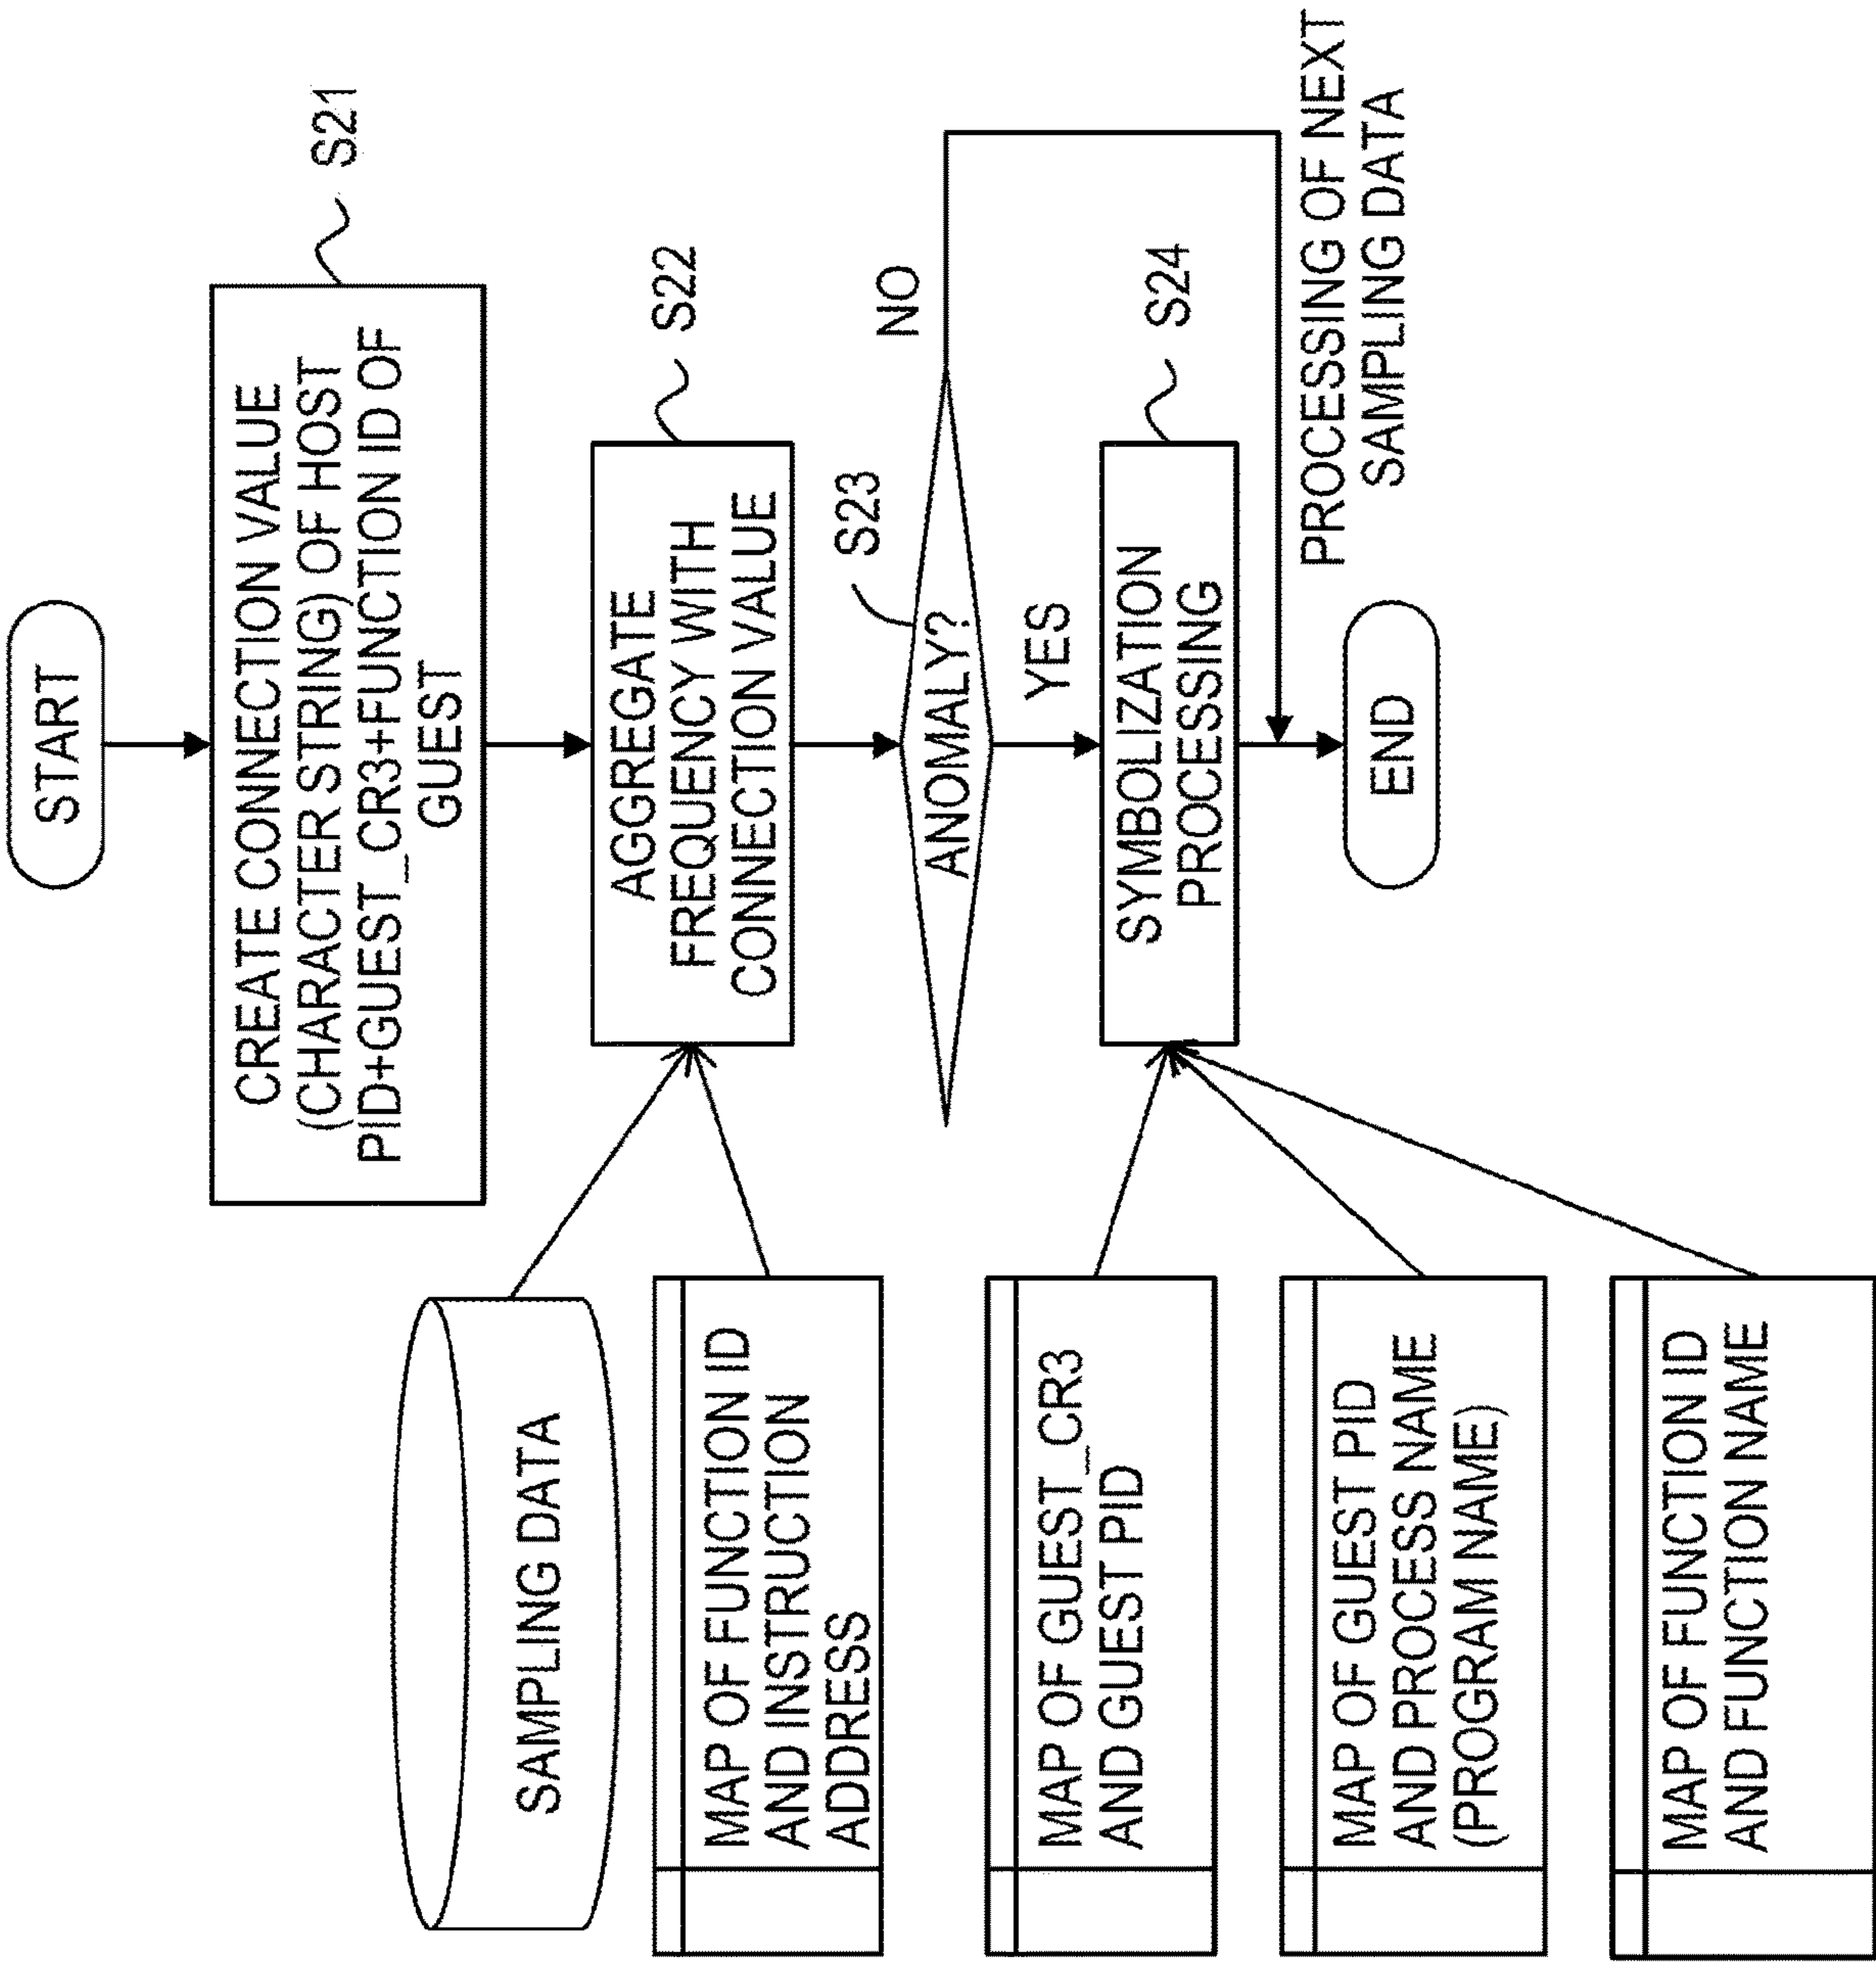 START
CREATE CONNECTION VALUE
(CHARACTER STRING) OF HOST
PID+GUEST_CR3+FUNCTION ID OF
GUEST
S21
SAMPLING DATA
MAP OF FUNCTION ID
AND INSTRUCTION
ADDRESS
AGGREGATE
FREQUENCY WITH
CONNECTION VALUE
S22
ANOMALY?
S23
NO
YES
MAP OF GUEST_CR3
AND GUEST PID
MAP OF GUEST PID
AND PROCESS NAME
(PROGRAM NAME)
MAP OF FUNCTION ID
AND FUNCTION NAME
SYMBOLIZATION
PROCESSING
S24
PROCESSING OF NEXT
SAMPLING DATA
END